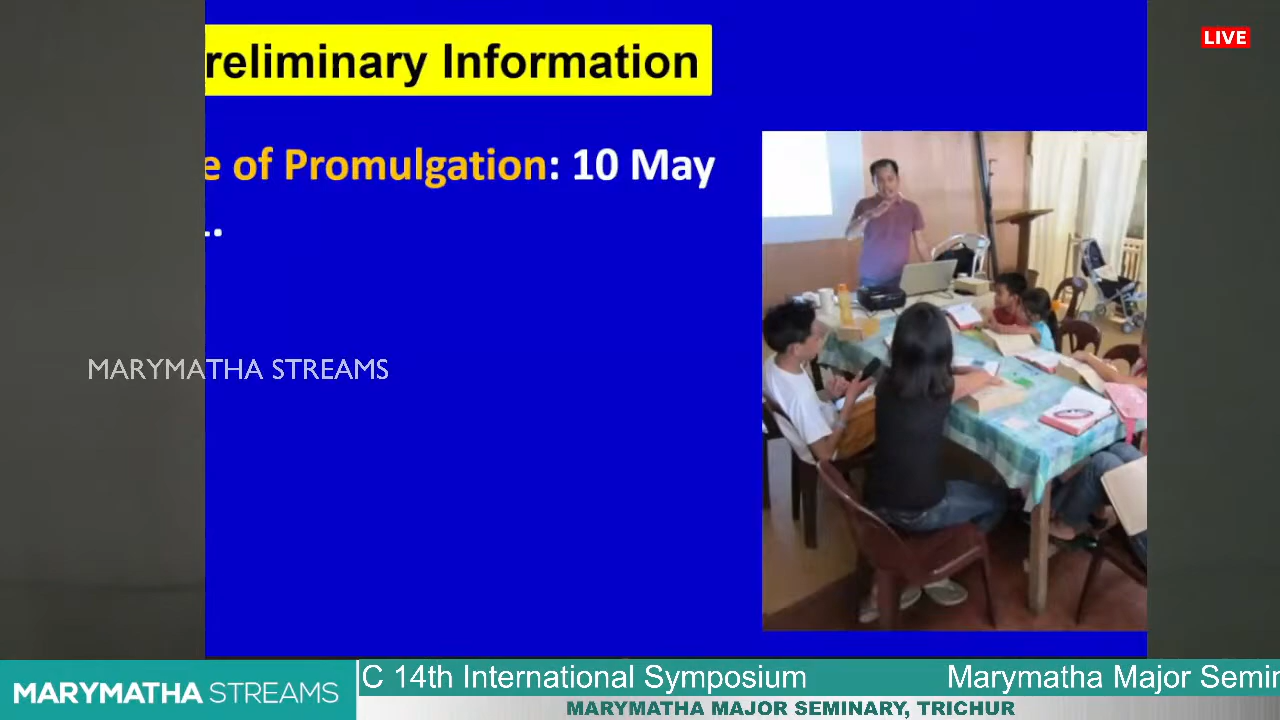 LIVE
reliminary Information
e of Promulgation: 10 May
..
MARYMATHA STREAMS
C 14th International Symposium Marymatha Major Semin
MARYMATHA STREAMS
MARYMATHA MAJOR SEMINARY, TRICHUR